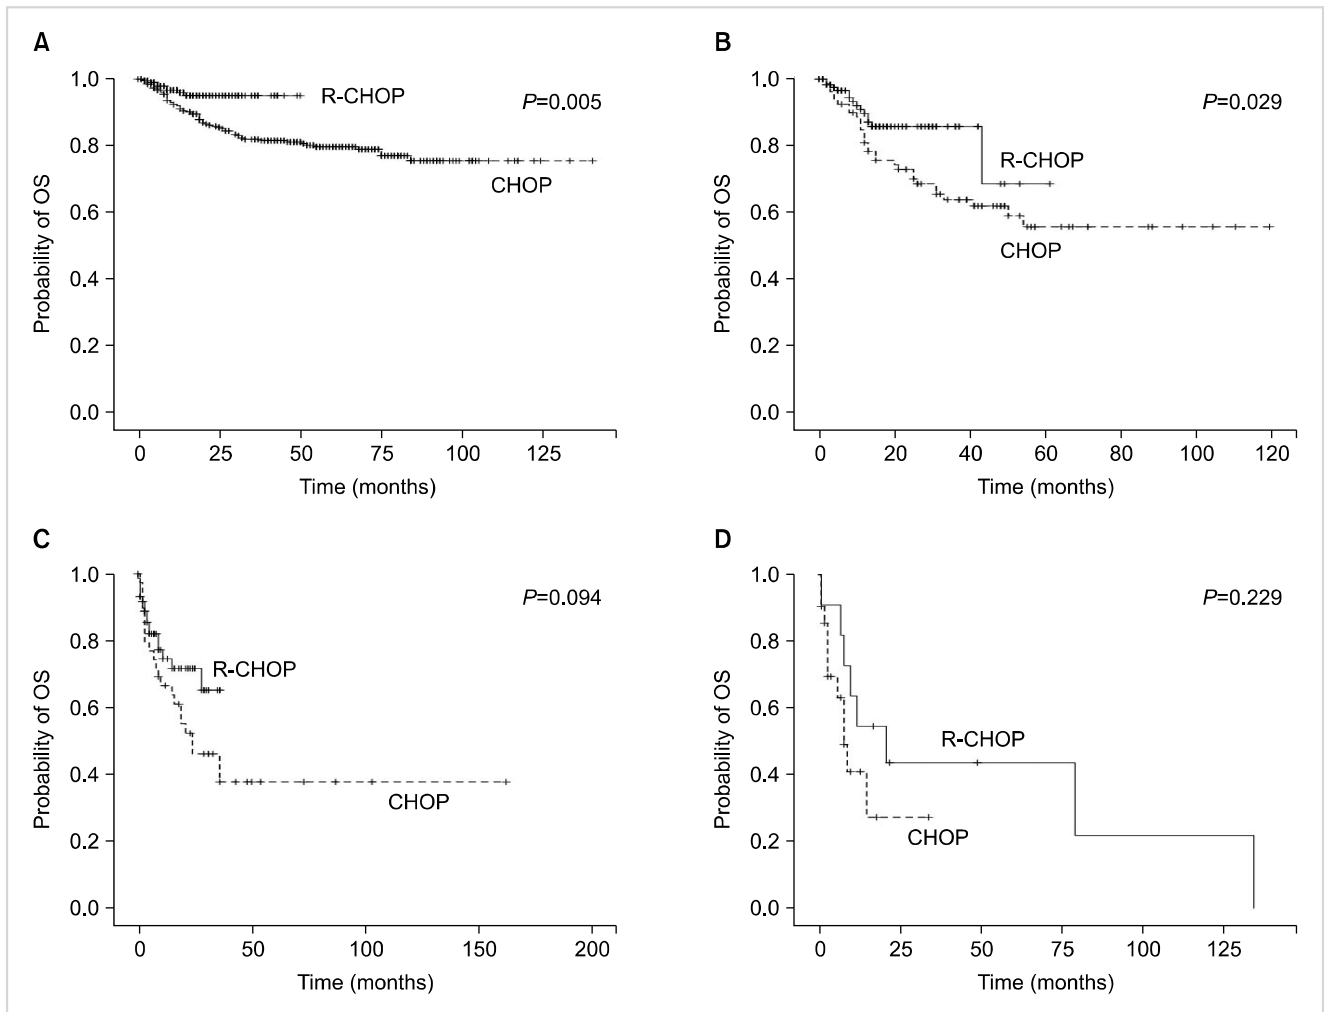 A
Probability of OS
1.0
0.8
0.6
0.4
0.2
0.0
R-CHOP
P=0.005
CHOP
0 25 50 75 100 125
Time (months)
B
Probability of OS
1.0
0.8
0.6
0.4
0.2
0.0
P=0.029
R-CHOP
CHOP
0 20 40 60 80 100 120
Time (months)
C
Probability of OS
1.0
0.8
0.6
0.4
0.2
0.0
P=0.094
R-CHOP
CHOP
0 50 100 150 200
Time (months)
D
Probability of OS
1.0
0.8
0.6
0.4
0.2
0.0
P=0.229
R-CHOP
CHOP
0 25 50 75 100 125
Time (months)